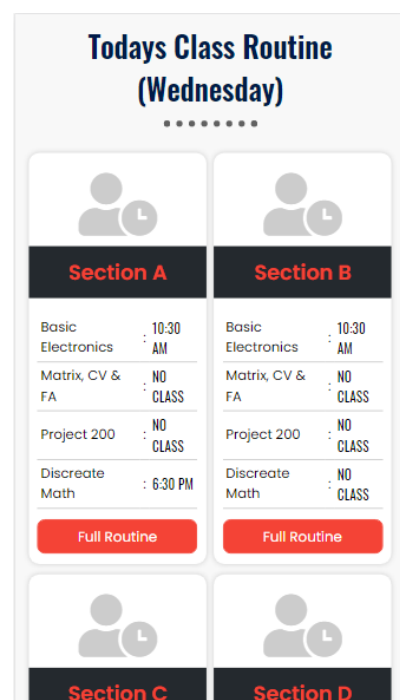 Todays Class Routine
(Wednesday)
Section A
Basic
Electronics : 10:30
AM
Matrix, CV &
FA : NO
CLASS
Project 200 : NO
CLASS
Discreate
Math : 6:30 PM
Full Routine
Section B
Basic
Electronics : 10:30
AM
Matrix, CV &
FA : NO
CLASS
Project 200 : NO
CLASS
Discreate
Math : NO
CLASS
Full Routine
Section C
Section D